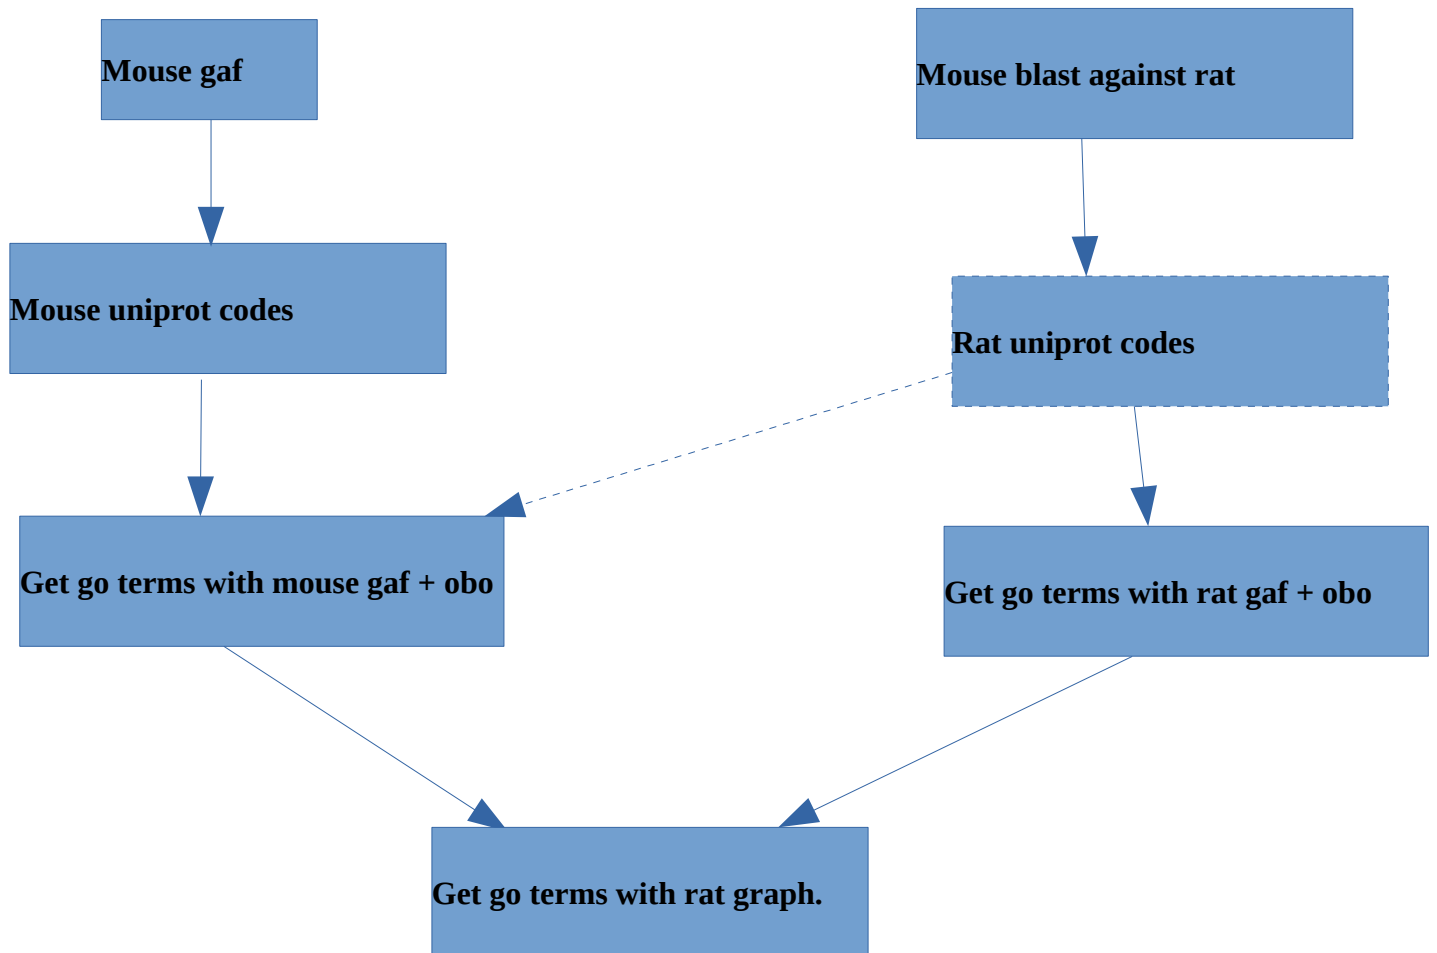 Mouse gaf
Mouse blast against rat
Mouse uniprot codes
Rat uniprot codes
Get go terms with mouse gaf + obo
Get go terms with rat gaf + obo
Get go terms with rat graph.